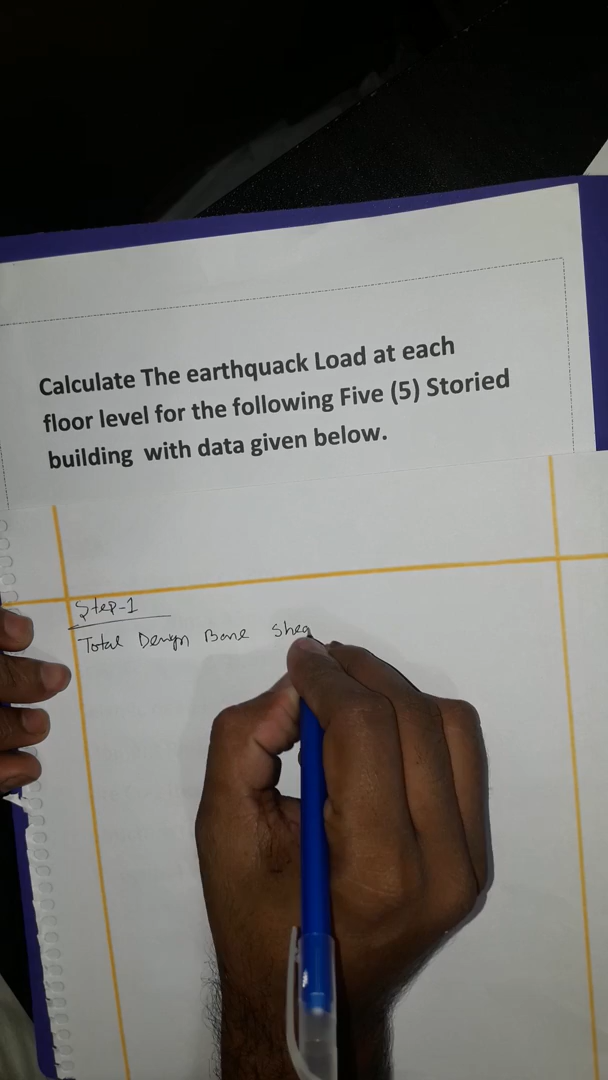 Calculate The earthquack Load at each
floor level for the following Five (5) Storied
building with data given below.
Step-1
Total Design Base Shea